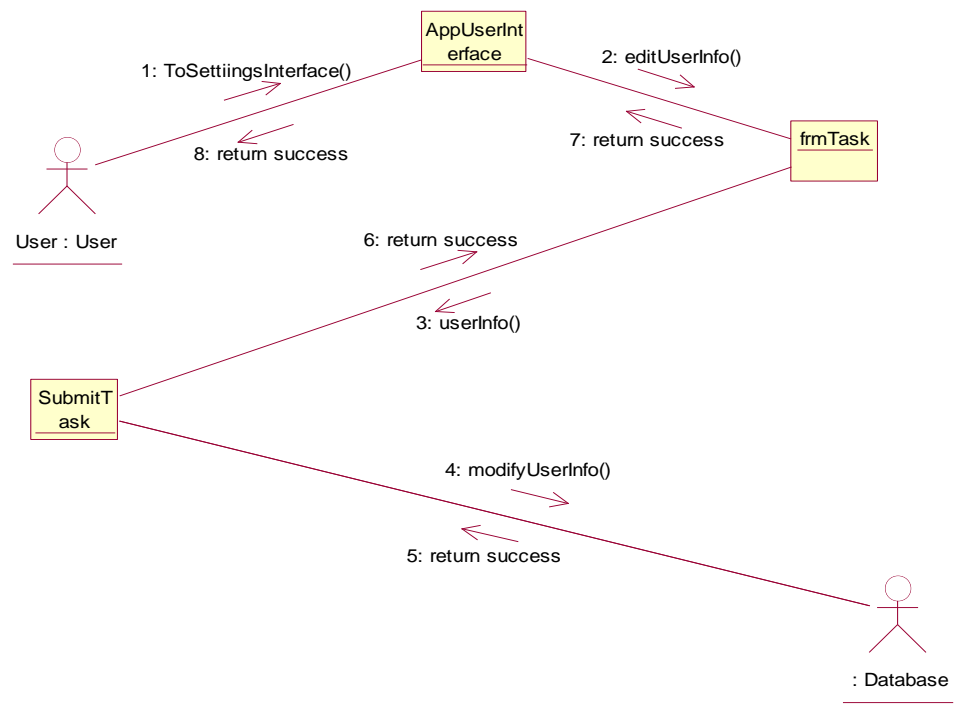 AppUserInt
erface
1: ToSettiingsInterface()
2: editUserInfo()
8: return success
7: return success
frmTask
User : User
6: return success
3: userInfo()
SubmitT
ask
4: modifyUserInfo()
5: return success
: Database